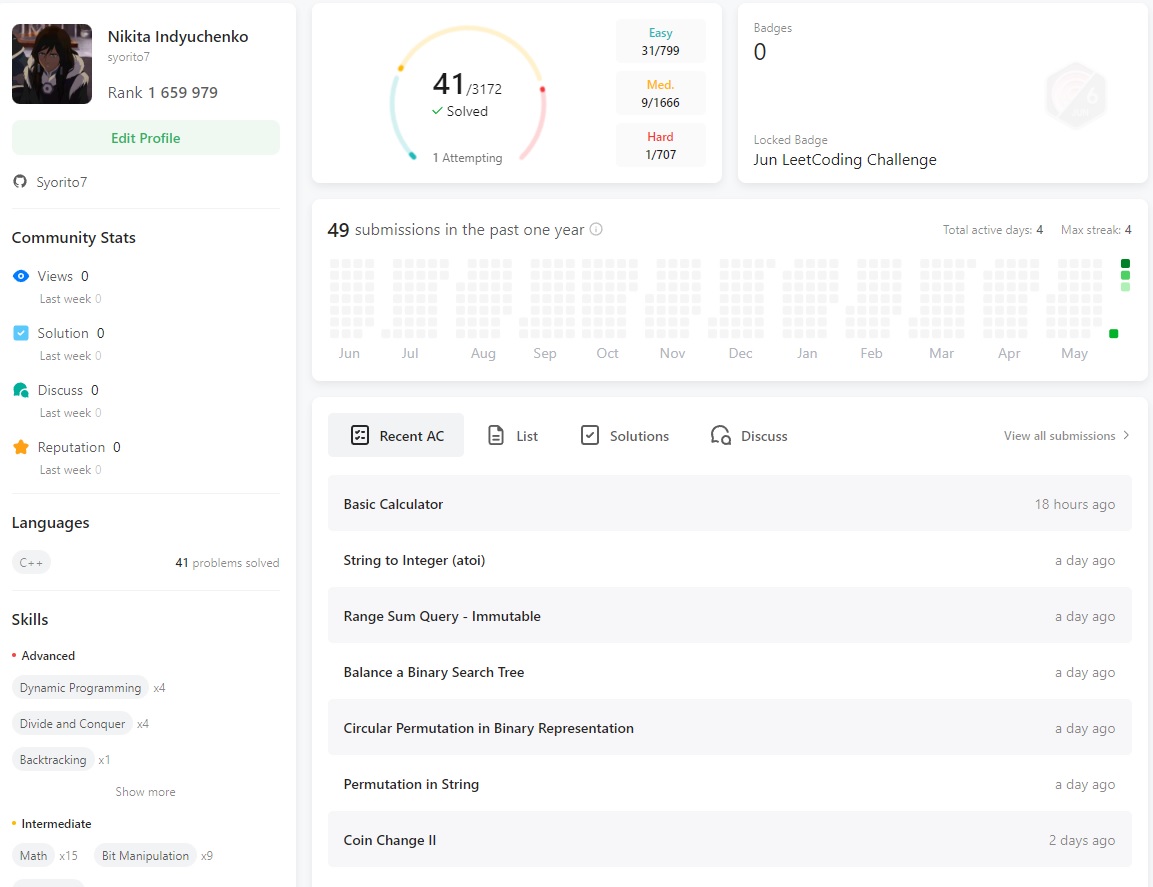 Nikita Indyuchenko
syorito7
Rank 1 659 979
Edit Profile
Syorito7
Community Stats
Views 0
Last week 0
Solution 0
Last week 0
Discuss 0
Last week 0
Reputation 0
Last week 0
Languages
C++ 41 problems solved
Skills
Advanced
Dynamic Programming x4
Divide and Conquer x4
Backtracking x1
Show more
Intermediate
Math x15 Bit Manipulation x9
41/3172
Solved
1 Attempting
Easy
31/799
Med.
9/1666
Hard
1/707
Badges
0
Locked Badge
Jun LeetCoding Challenge
49 submissions in the past one year Total active days: 4 Max streak: 4
Jun Jul Aug Sep Oct Nov Dec Jan Feb Mar Apr May
Recent AC List Solutions Discuss View all submissions
Basic Calculator 18 hours ago
String to Integer (atoi) a day ago
Range Sum Query - Immutable a day ago
Balance a Binary Search Tree a day ago
Circular Permutation in Binary Representation a day ago
Permutation in String a day ago
Coin Change II 2 days ago